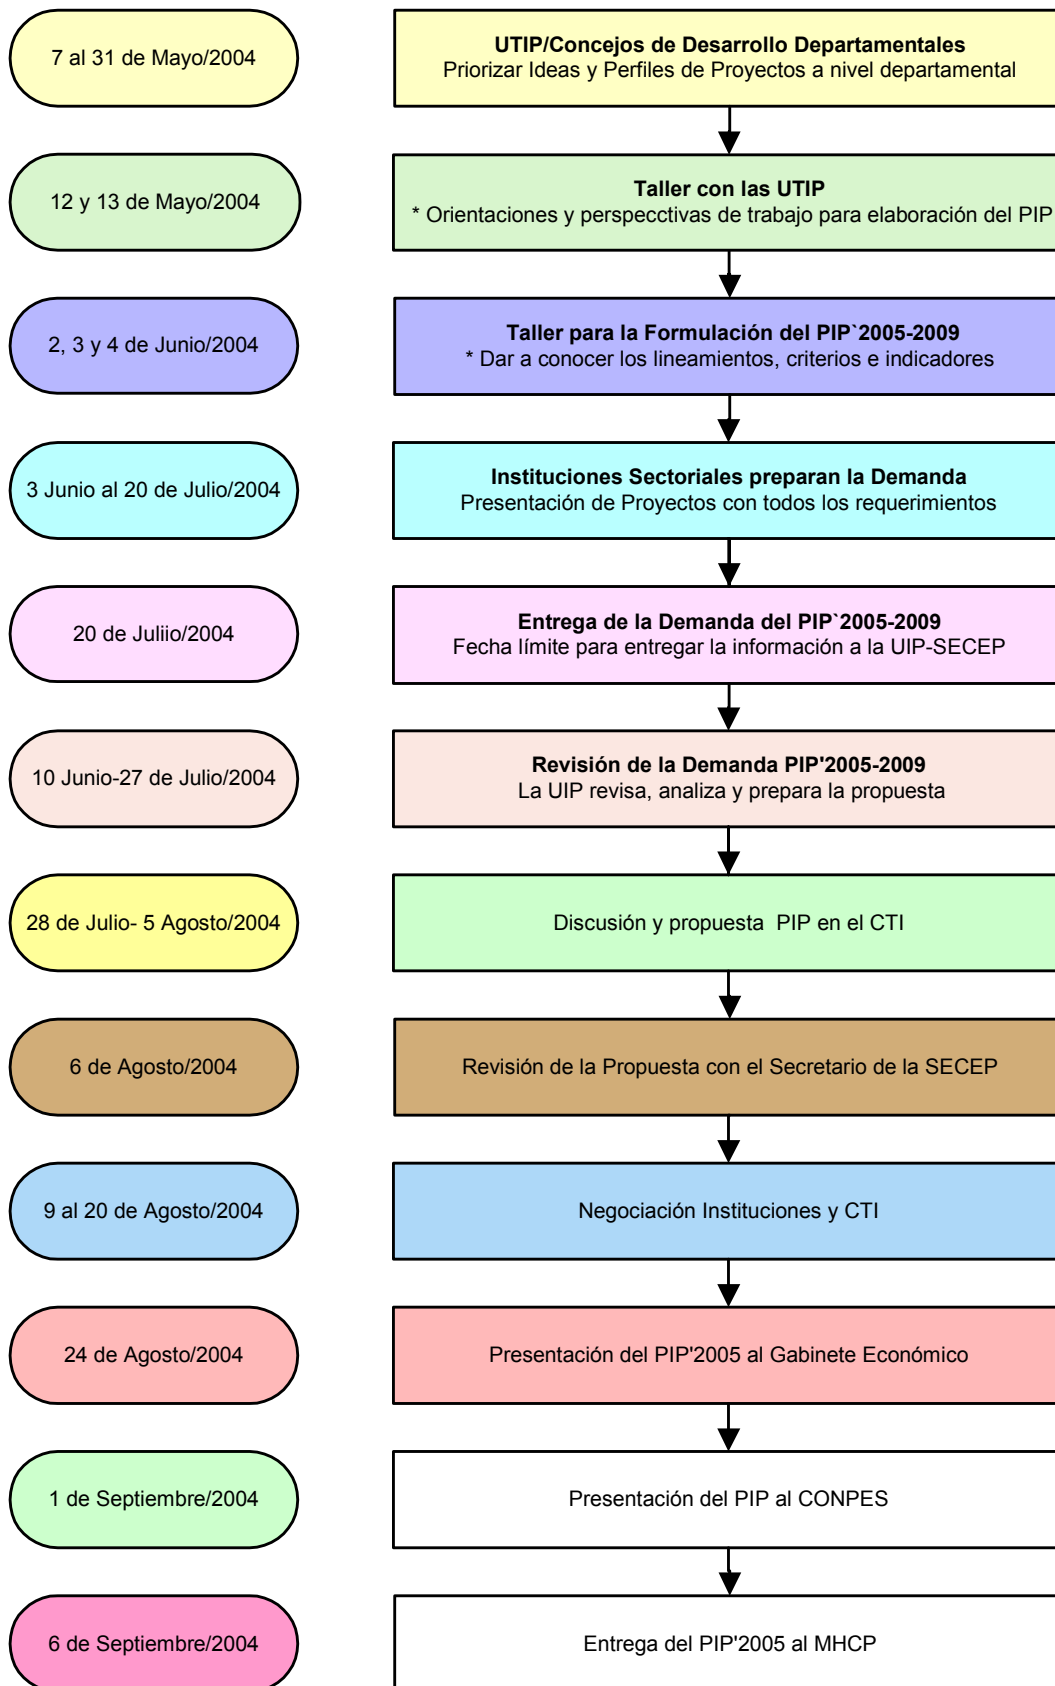 7 al 31 de Mayo/2004
UTIP/Concejos de Desarrollo Departamentales
Priorizar Ideas y Perfiles de Proyectos a nivel departamental
12 y 13 de Mayo/2004
Taller con las UTIP
* Orientaciones y perspecctivas de trabajo para elaboración del PIP
2, 3 y 4 de Junio/2004
Taller para la Formulación del PIP`2005-2009
* Dar a conocer los lineamientos, criterios e indicadores
3 Junio al 20 de Julio/2004
Instituciones Sectoriales preparan la Demanda
Presentación de Proyectos con todos los requerimientos
20 de Juliio/2004
Entrega de la Demanda del PIP`2005-2009
Fecha límite para entregar la información a la UIP-SECEP
10 Junio-27 de Julio/2004
Revisión de la Demanda PIP'2005-2009
La UIP revisa, analiza y prepara la propuesta
28 de Julio- 5 Agosto/2004
Discusión y propuesta PIP en el CTI
6 de Agosto/2004
Revisión de la Propuesta con el Secretario de la SECEP
9 al 20 de Agosto/2004
Negociación Instituciones y CTI
24 de Agosto/2004
Presentación del PIP'2005 al Gabinete Económico
1 de Septiembre/2004
Presentación del PIP al CONPES
6 de Septiembre/2004
Entrega del PIP'2005 al MHCP